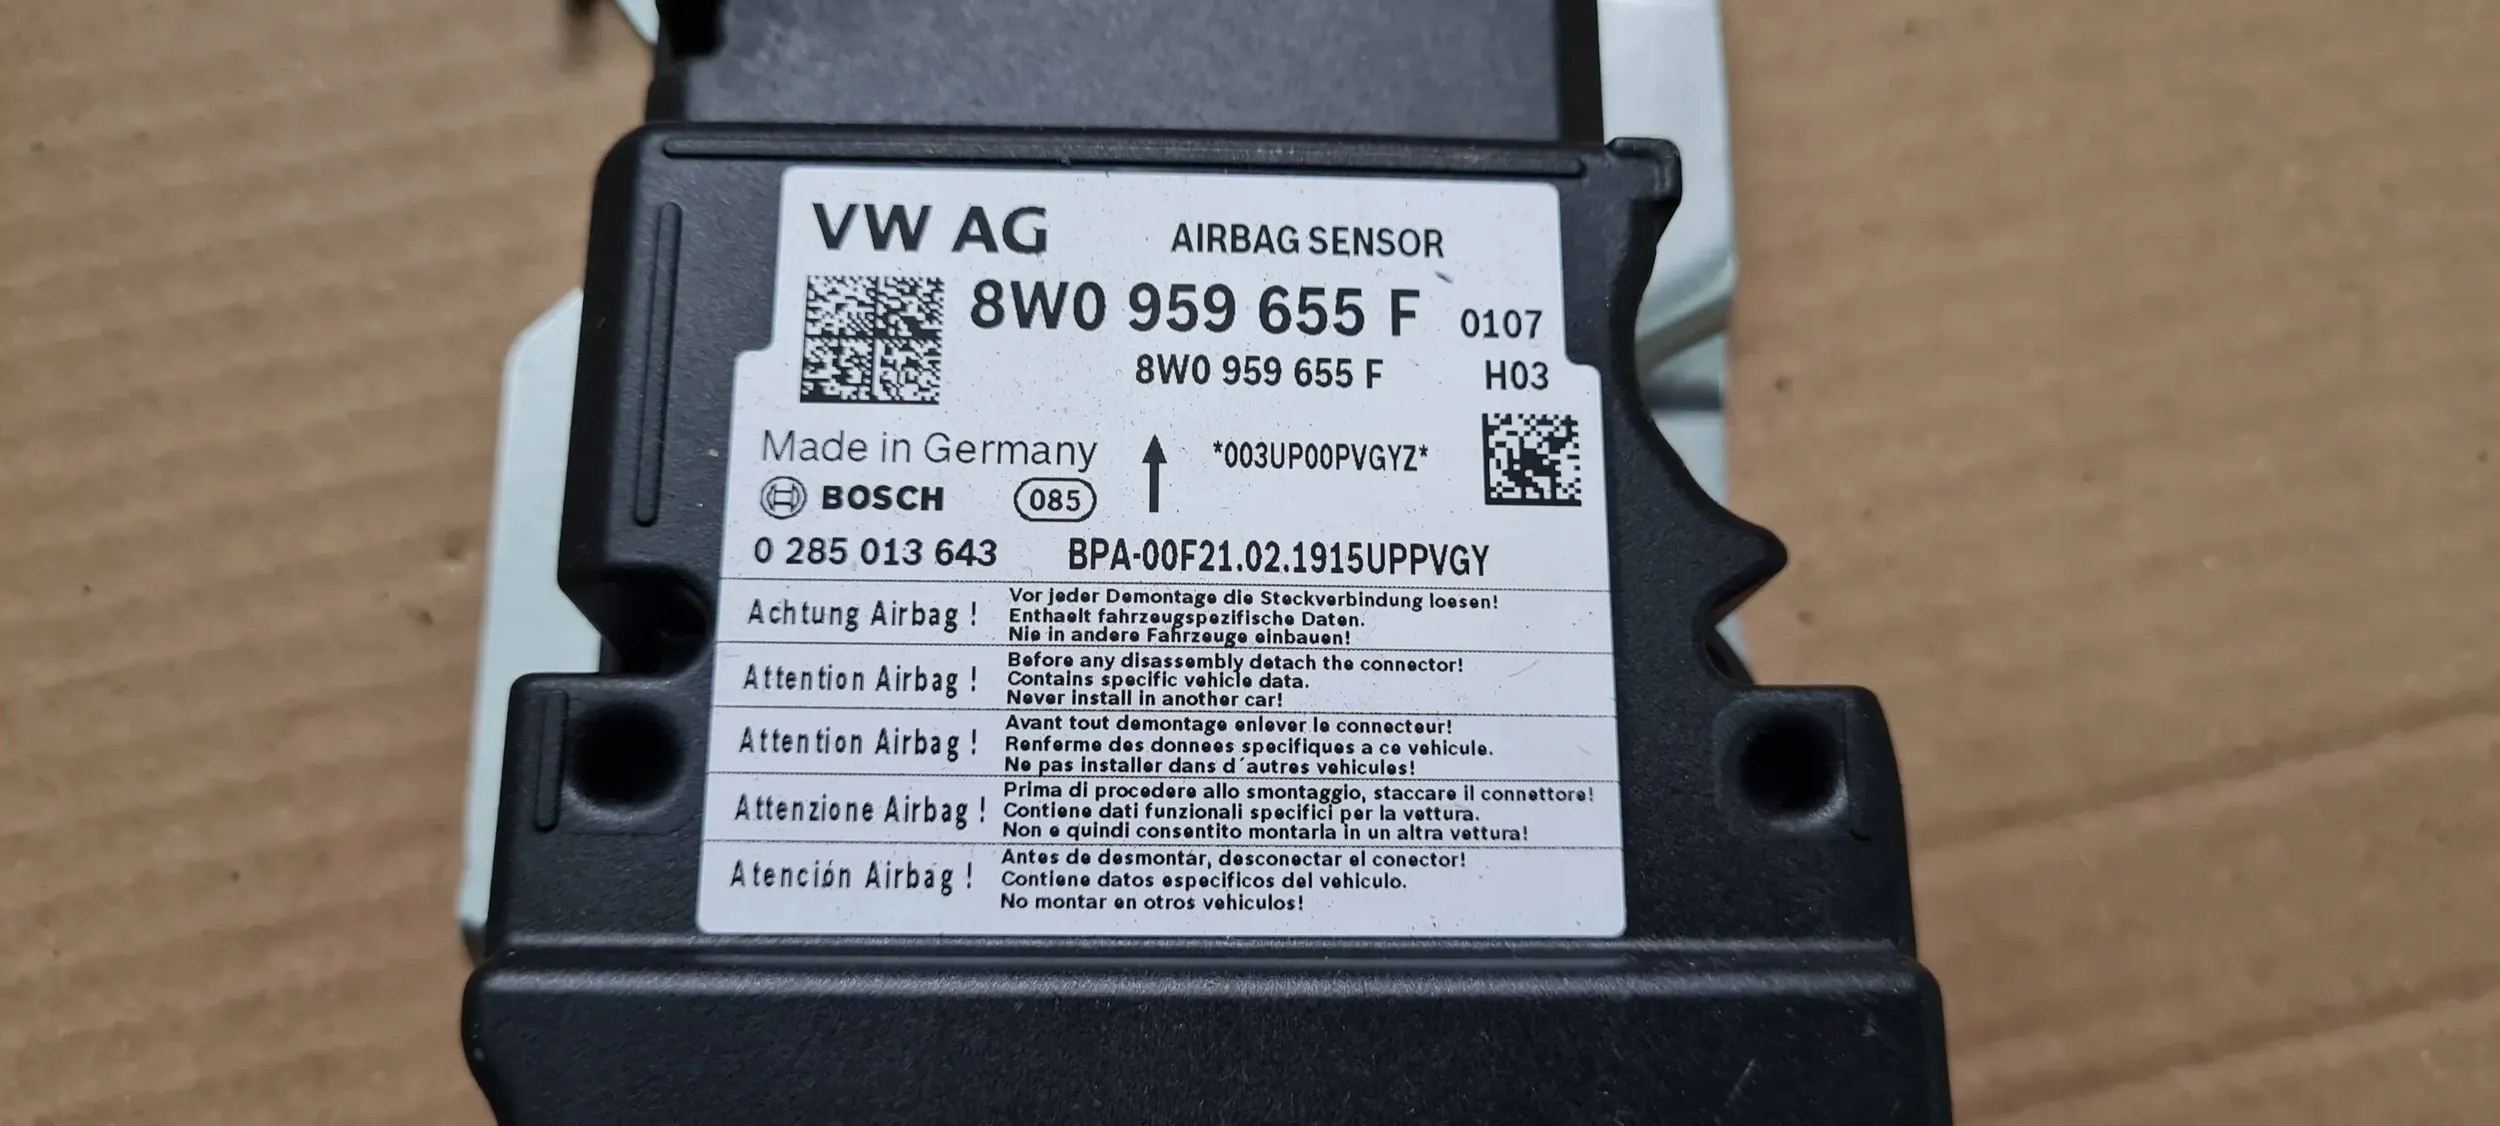 VW AG AIRBAG SENSOR
8W0 959 655 F 0107
8W0 959 655 F H03
Made in Germany *003UP00PVGYZ*
BOSCH 085
0 285 013 643 BPA-00F21.02.1915UPPVGY
Achtung Airbag ! Vor jeder Demontage die Steckverbindung loesen!
Enthaelt fahrzeugspezifische Daten.
Nie in andere Fahrzeuge einbauen!
Attention Airbag ! Before any disassembly detach the connector!
Contains specific vehicle data.
Never install in another car!
Attention Airbag ! Avant tout demontage enlever le connecteur!
Renferme des donnees specifiques a ce vehicule.
Ne pas installer dans d´autres vehicules!
Attenzione Airbag ! Prima di procedere allo smontaggio, staccare il connettore!
Contiene dati funzionali specifici per la vettura.
Non e quindi consentito montarla in un altra vettura!
Atención Airbag ! Antes de desmontar, desconectar el conector!
Contiene datos especificos del vehiculo.
No montar en otros vehiculos!